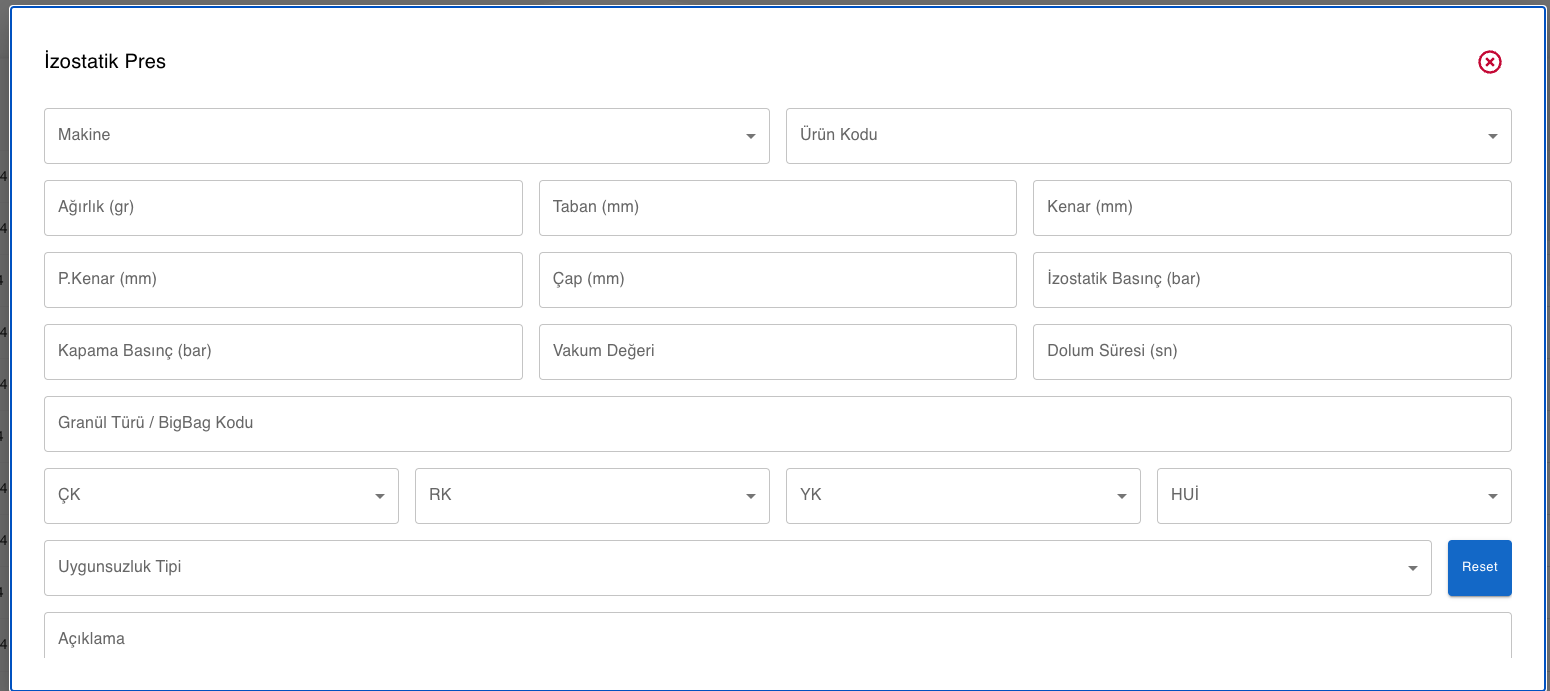 İzostatik Pres
Makine
Ürün Kodu
Ağırlık (gr)
Taban (mm)
Kenar (mm)
P.Kenar (mm)
Çap (mm)
İzostatik Basınç (bar)
Kapama Basınç (bar)
Vakum Değeri
Dolum Süresi (sn)
Granül Türü / BigBag Kodu
ÇK
RK
YK
HUİ
Uygunsuzluk Tipi
Reset
Açıklama